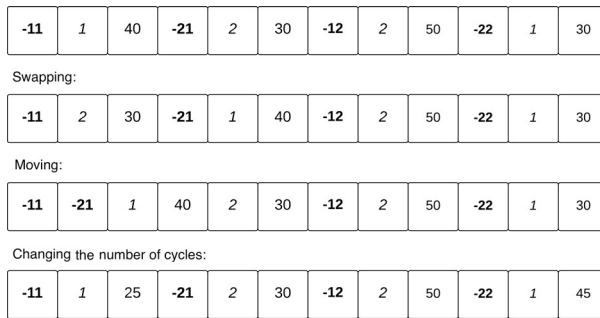 -11 1 40 -21 2 30 -12 2 50 -22 1 30
Swapping:
-11 2 30 -21 1 40 -12 2 50 -22 1 30
Moving:
-11 -21 1 40 2 30 -12 2 50 -22 1 30
Changing the number of cycles:
-11 1 25 -21 2 30 -12 2 50 -22 1 45